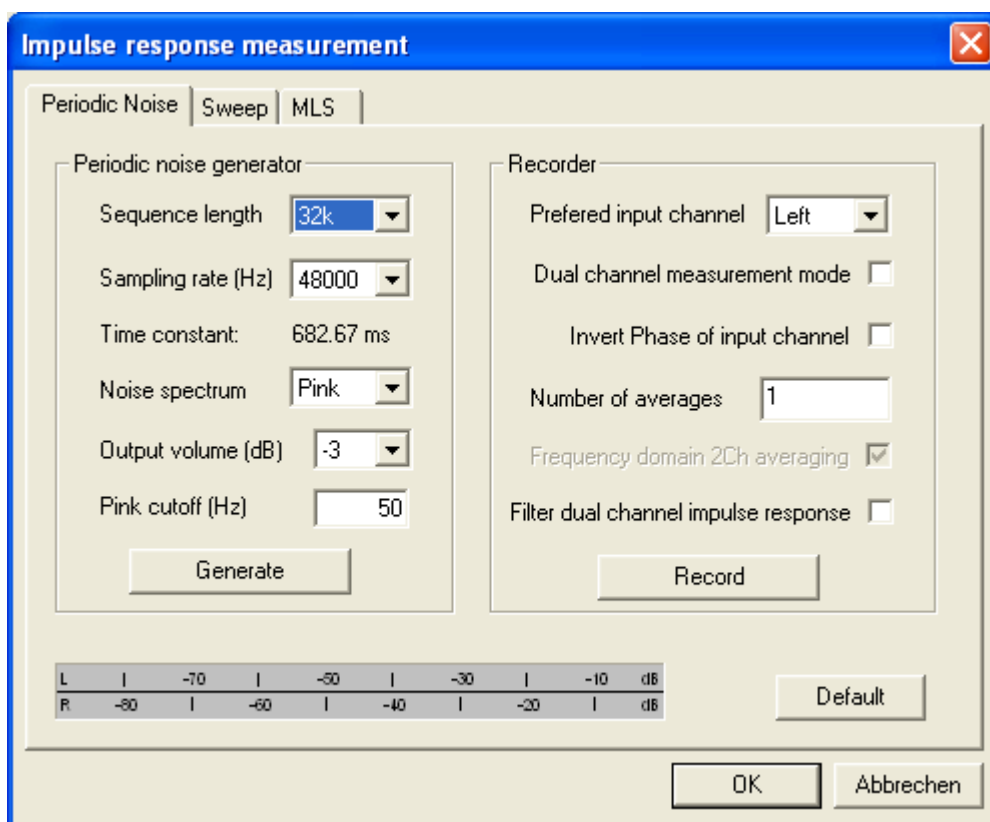 Impulse response measurement
Periodic Noise Sweep MLS
Periodic noise generator
Sequence length 32k
Sampling rate (Hz) 48000
Time constant: 682.67 ms
Noise spectrum Pink
Output volume (dB) -3
Pink cutoff (Hz) 50
Generate
Recorder
Prefered input channel Left
Dual channel measurement mode
Invert Phase of input channel
Number of averages 1
Frequency domain 2Ch averaging
Filter dual channel impulse response
Record
L | -70 | -50 | -30 | -10 dB
R -80 | -60 | -40 | -20 | dB
Default
OK Abbrechen